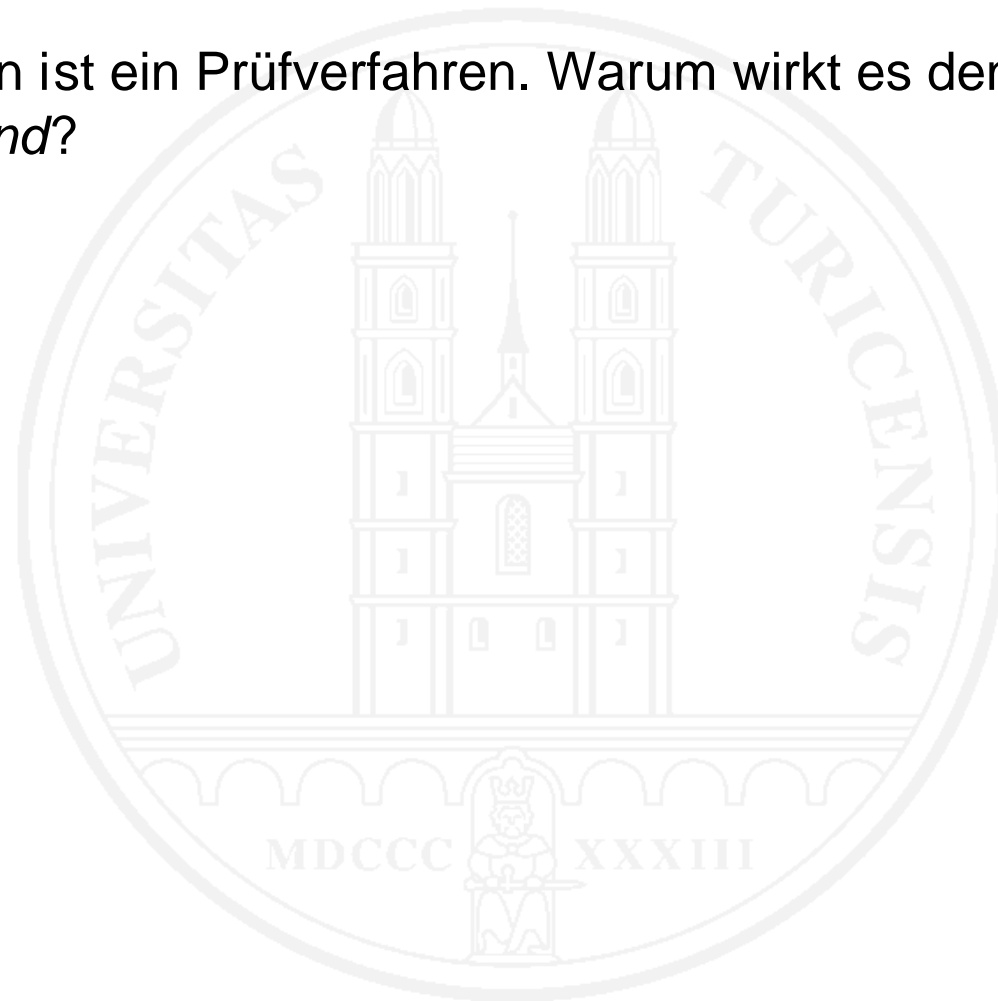 n ist ein Prüfverfahren. Warum wirkt es der
nd?
UNIVERSITAS TURICENSIS
MDCCC XXXIII